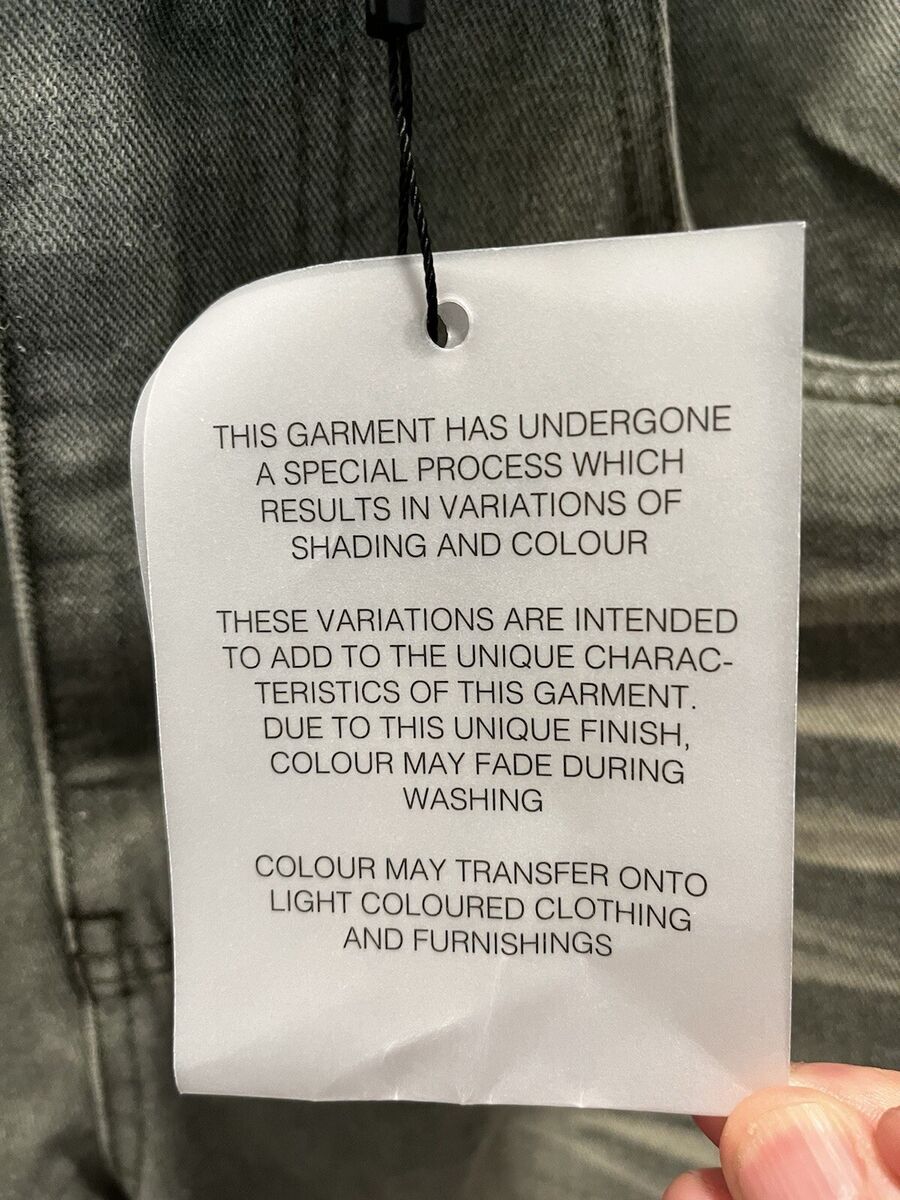 THIS GARMENT HAS UNDERGONE
A SPECIAL PROCESS WHICH
RESULTS IN VARIATIONS OF
SHADING AND COLOUR
THESE VARIATIONS ARE INTENDED
TO ADD TO THE UNIQUE CHARAC-
TERISTICS OF THIS GARMENT.
DUE TO THIS UNIQUE FINISH,
COLOUR MAY FADE DURING
WASHING
COLOUR MAY TRANSFER ONTO
LIGHT COLOURED CLOTHING
AND FURNISHINGS